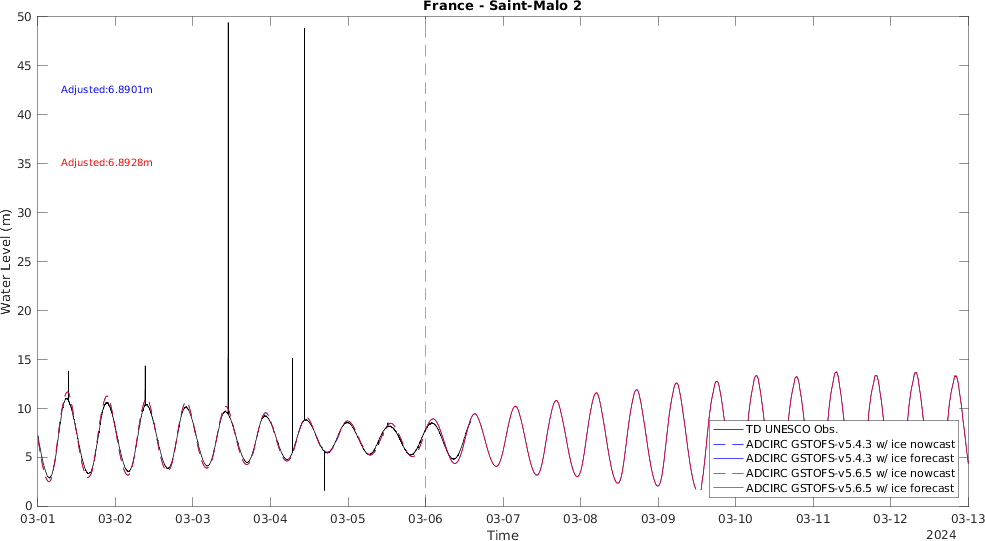 France - Saint-Malo 2
50
45
40
35
30
25
20
15
10
5
0
Water Level (m)
Adjusted:6.8901m
Adjusted:6.8928m
TD UNESCO Obs.
ADCIRC GSTOFS-v5.4.3 w/ ice nowcast
ADCIRC GSTOFS-v5.4.3 w/ ice forecast
ADCIRC GSTOFS-v5.6.5 w/ ice nowcast
ADCIRC GSTOFS-v5.6.5 w/ ice forecast
03-01 03-02 03-03 03-04 03-05 03-06 03-07 03-08 03-09 03-10 03-11 03-12 03-13
Time
2024